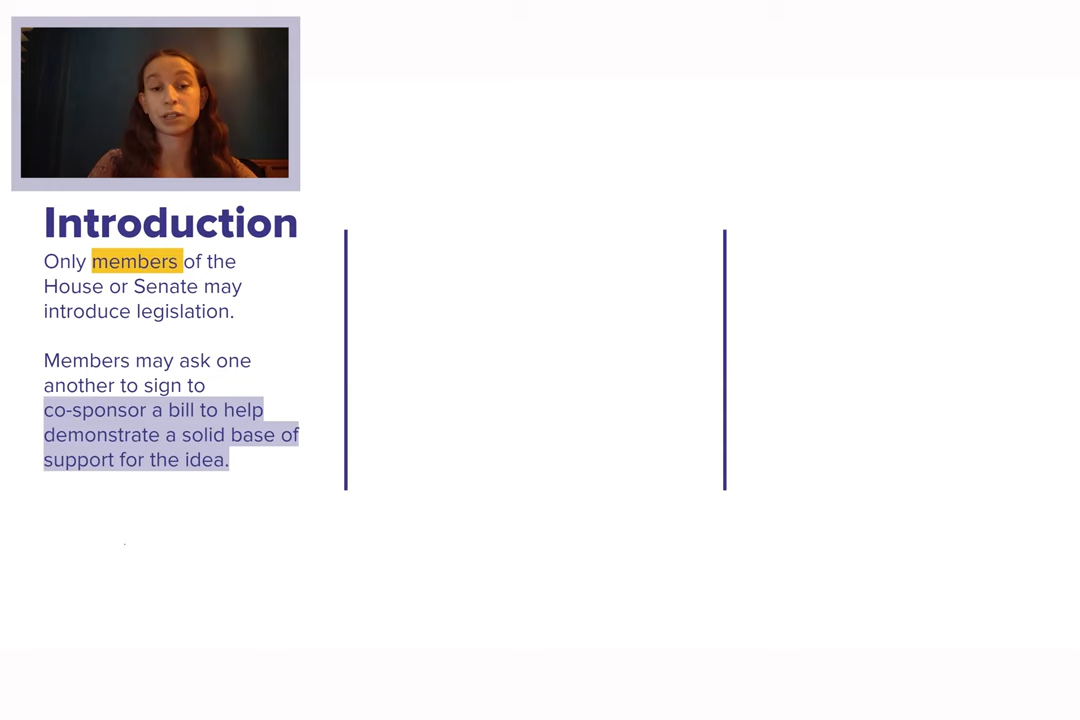 Introduction
Only members of the
House or Senate may
introduce legislation.
Members may ask one
another to sign to
co-sponsor a bill to help
demonstrate a solid base of
support for the idea.